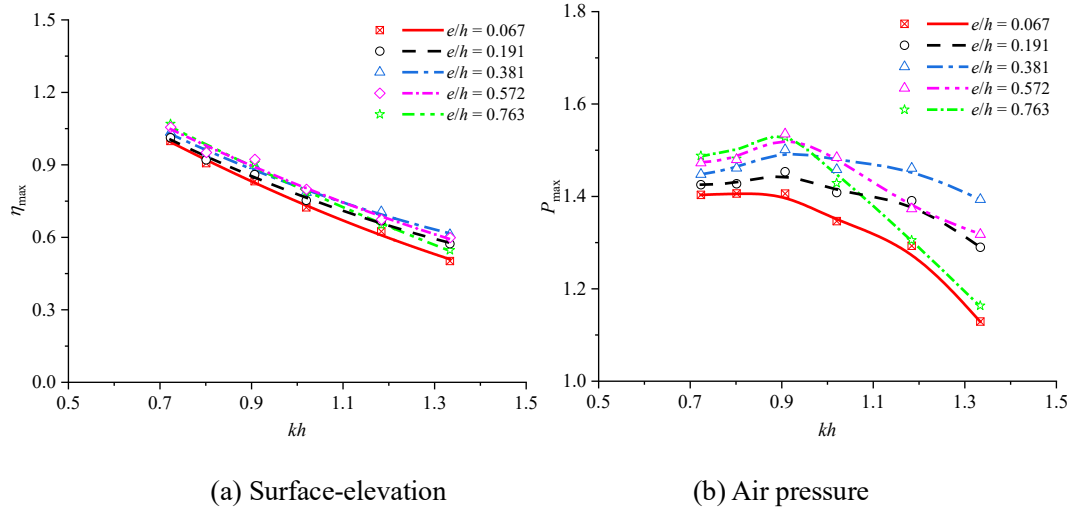 1.5
1.2
0.9
0.6
0.3
0.0
ηmax
0.5
0.7
0.9
1.1
1.3
1.5
kh
e/h = 0.067
e/h = 0.191
e/h = 0.381
e/h = 0.572
e/h = 0.763
(a) Surface-elevation
1.8
1.6
1.4
1.2
1.0
Pmax
0.5
0.7
0.9
1.1
1.3
1.5
kh
e/h = 0.067
e/h = 0.191
e/h = 0.381
e/h = 0.572
e/h = 0.763
(b) Air pressure